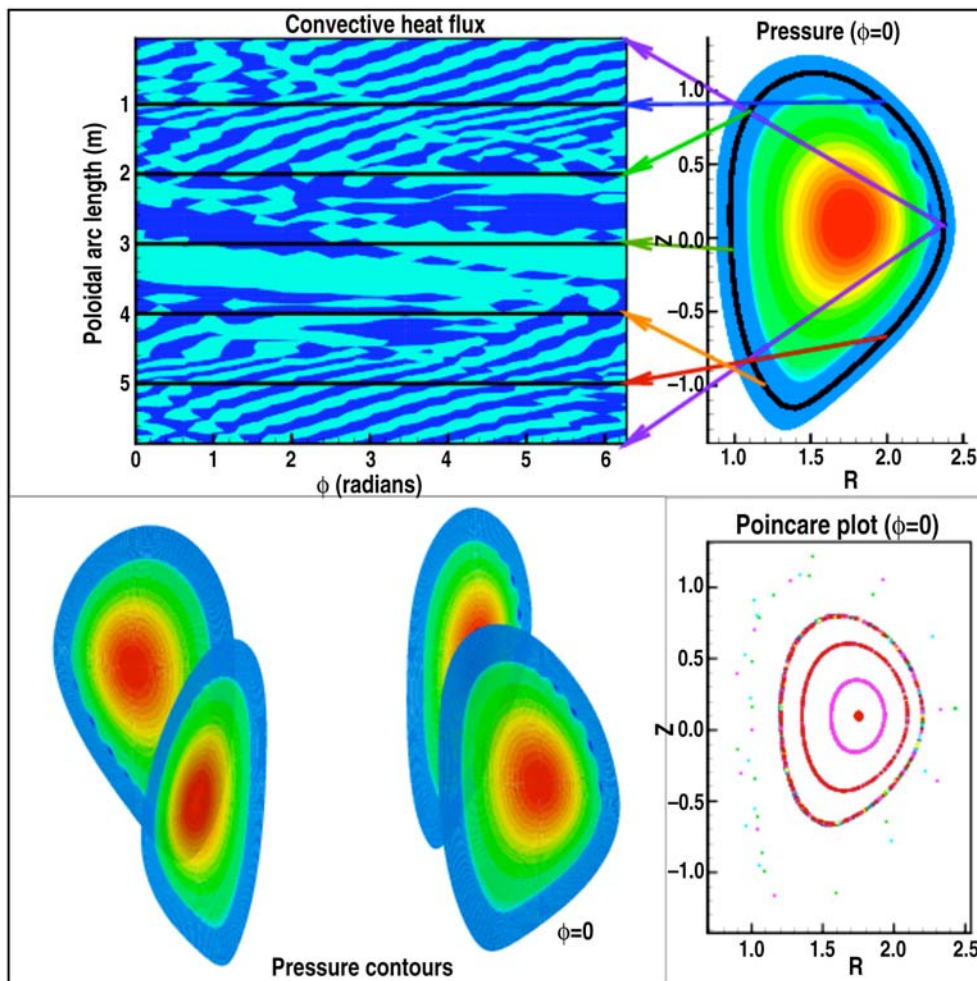 Convective heat flux
Poloidal arc length (m)
1
2
3
4
5
0 1 2 3 4 5 6
ϕ (radians)
Pressure (ϕ=0)
Z
1.0
0.5
0.0
−0.5
−1.0
1.0 1.5 2.0 2.5
R
ϕ=0
Pressure contours
Poincare plot (ϕ=0)
Z
1.0
0.5
0.0
−0.5
−1.0
1.0 1.5 2.0 2.5
R